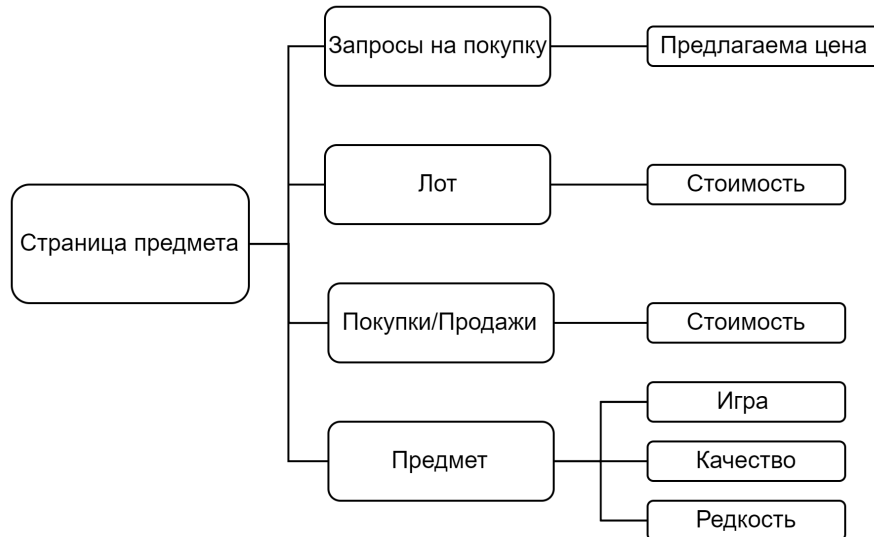 Запросы на покупку
Предлагаема цена
Лот
Стоимость
Страница предмета
Покупки/Продажи
Стоимость
Игра
Предмет
Качество
Редкость